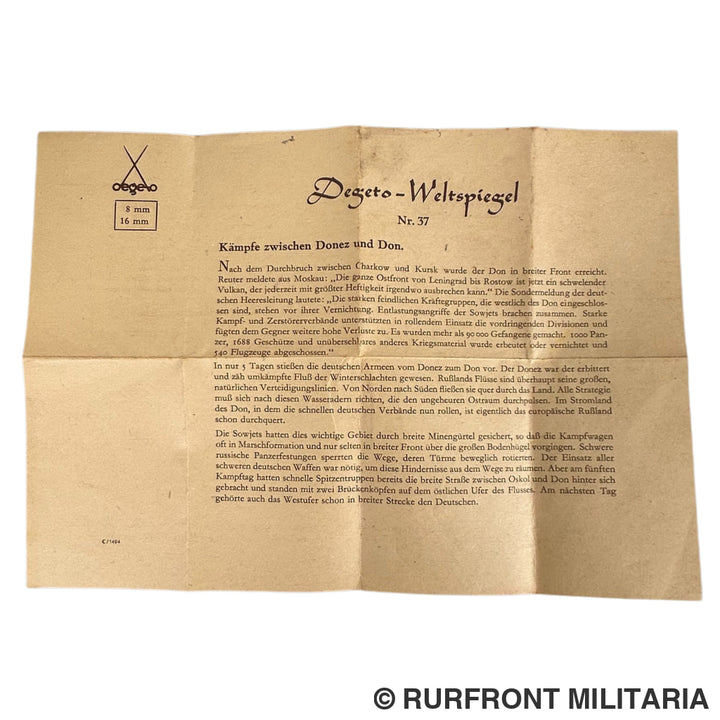 degeto
8 mm
16 mm
Degeto-Weltspiegel
Nr. 37
Kämpfe zwischen Donez und Don.
Nach dem Durchbruch zwischen Charkow und Kursk wurde der Don in breiter Front erreicht.
Reuter meldete aus Moskau: „Die ganze Ostfront von Leningrad bis Rostow ist jetzt ein schwelender
Vulkan, der jederzeit mit größter Heftigkeit irgendwo ausbrechen kann.” Die Sondermeldung der deut-
schen Heeresleitung lautete: „Die starken feindlichen Kräftegruppen, die westlich des Don eingeschlos-
sen sind, stehen vor ihrer Vernichtung. Entlastungsangriffe der Sowjets brachen zusammen. Starke
Kampf- und Zerstörerverbände unterstützten in rollendem Einsatz die vordringenden Divisionen und
fügten dem Gegner weitere hohe Verluste zu. Es wurden mehr als 90 000 Gefangene gemacht. 1000 Pan-
zer, 1688 Geschütze und unübersehbares anderes Kriegsmaterial wurde erbeutet oder vernichtet und
540 Flugzeuge abgeschossen.”
In nur 5 Tagen stießen die deutschen Armeen vom Donez zum Don vor. Der Donez war der erbittert
und zäh umkämpfte Fluß der Winterschlachten gewesen. Rußlands Flüsse sind überhaupt seine großen,
natürlichen Verteidigungslinien. Von Norden nach Süden fließen sie quer durch das Land. Alle Strategie
muß sich nach diesen Wasseradern richten, die den ungeheuren Ostraum durchpulsen. Im Stromland
des Don, in dem die schnellen deutschen Verbände nun rollen, ist eigentlich das europäische Rußland
schon durchquert.
Die Sowjets hatten dies wichtige Gebiet durch breite Minengürtel gesichert, so daß die Kampfwagen
oft in Marschformation und nur selten in breiter Front über die großen Bodenhügel vorgingen. Schwere
russische Panzerfestungen sperrten die Wege, deren Türme beweglich rotierten. Der Einsatz aller
schweren deutschen Waffen war nötig, um diese Hindernisse aus dem Wege zu räumen. Aber am fünften
Kampftag hatten schnelle Spitzentruppen bereits die breite Straße zwischen Oskol und Don hinter sich
gebracht und standen mit zwei Brückenköpfen auf dem östlichen Ufer des Flusses. Am nächsten Tag
gehörte auch das Westufer schon in breiter Strecke den Deutschen.
C/1494
© RURFRONT MILITARIA